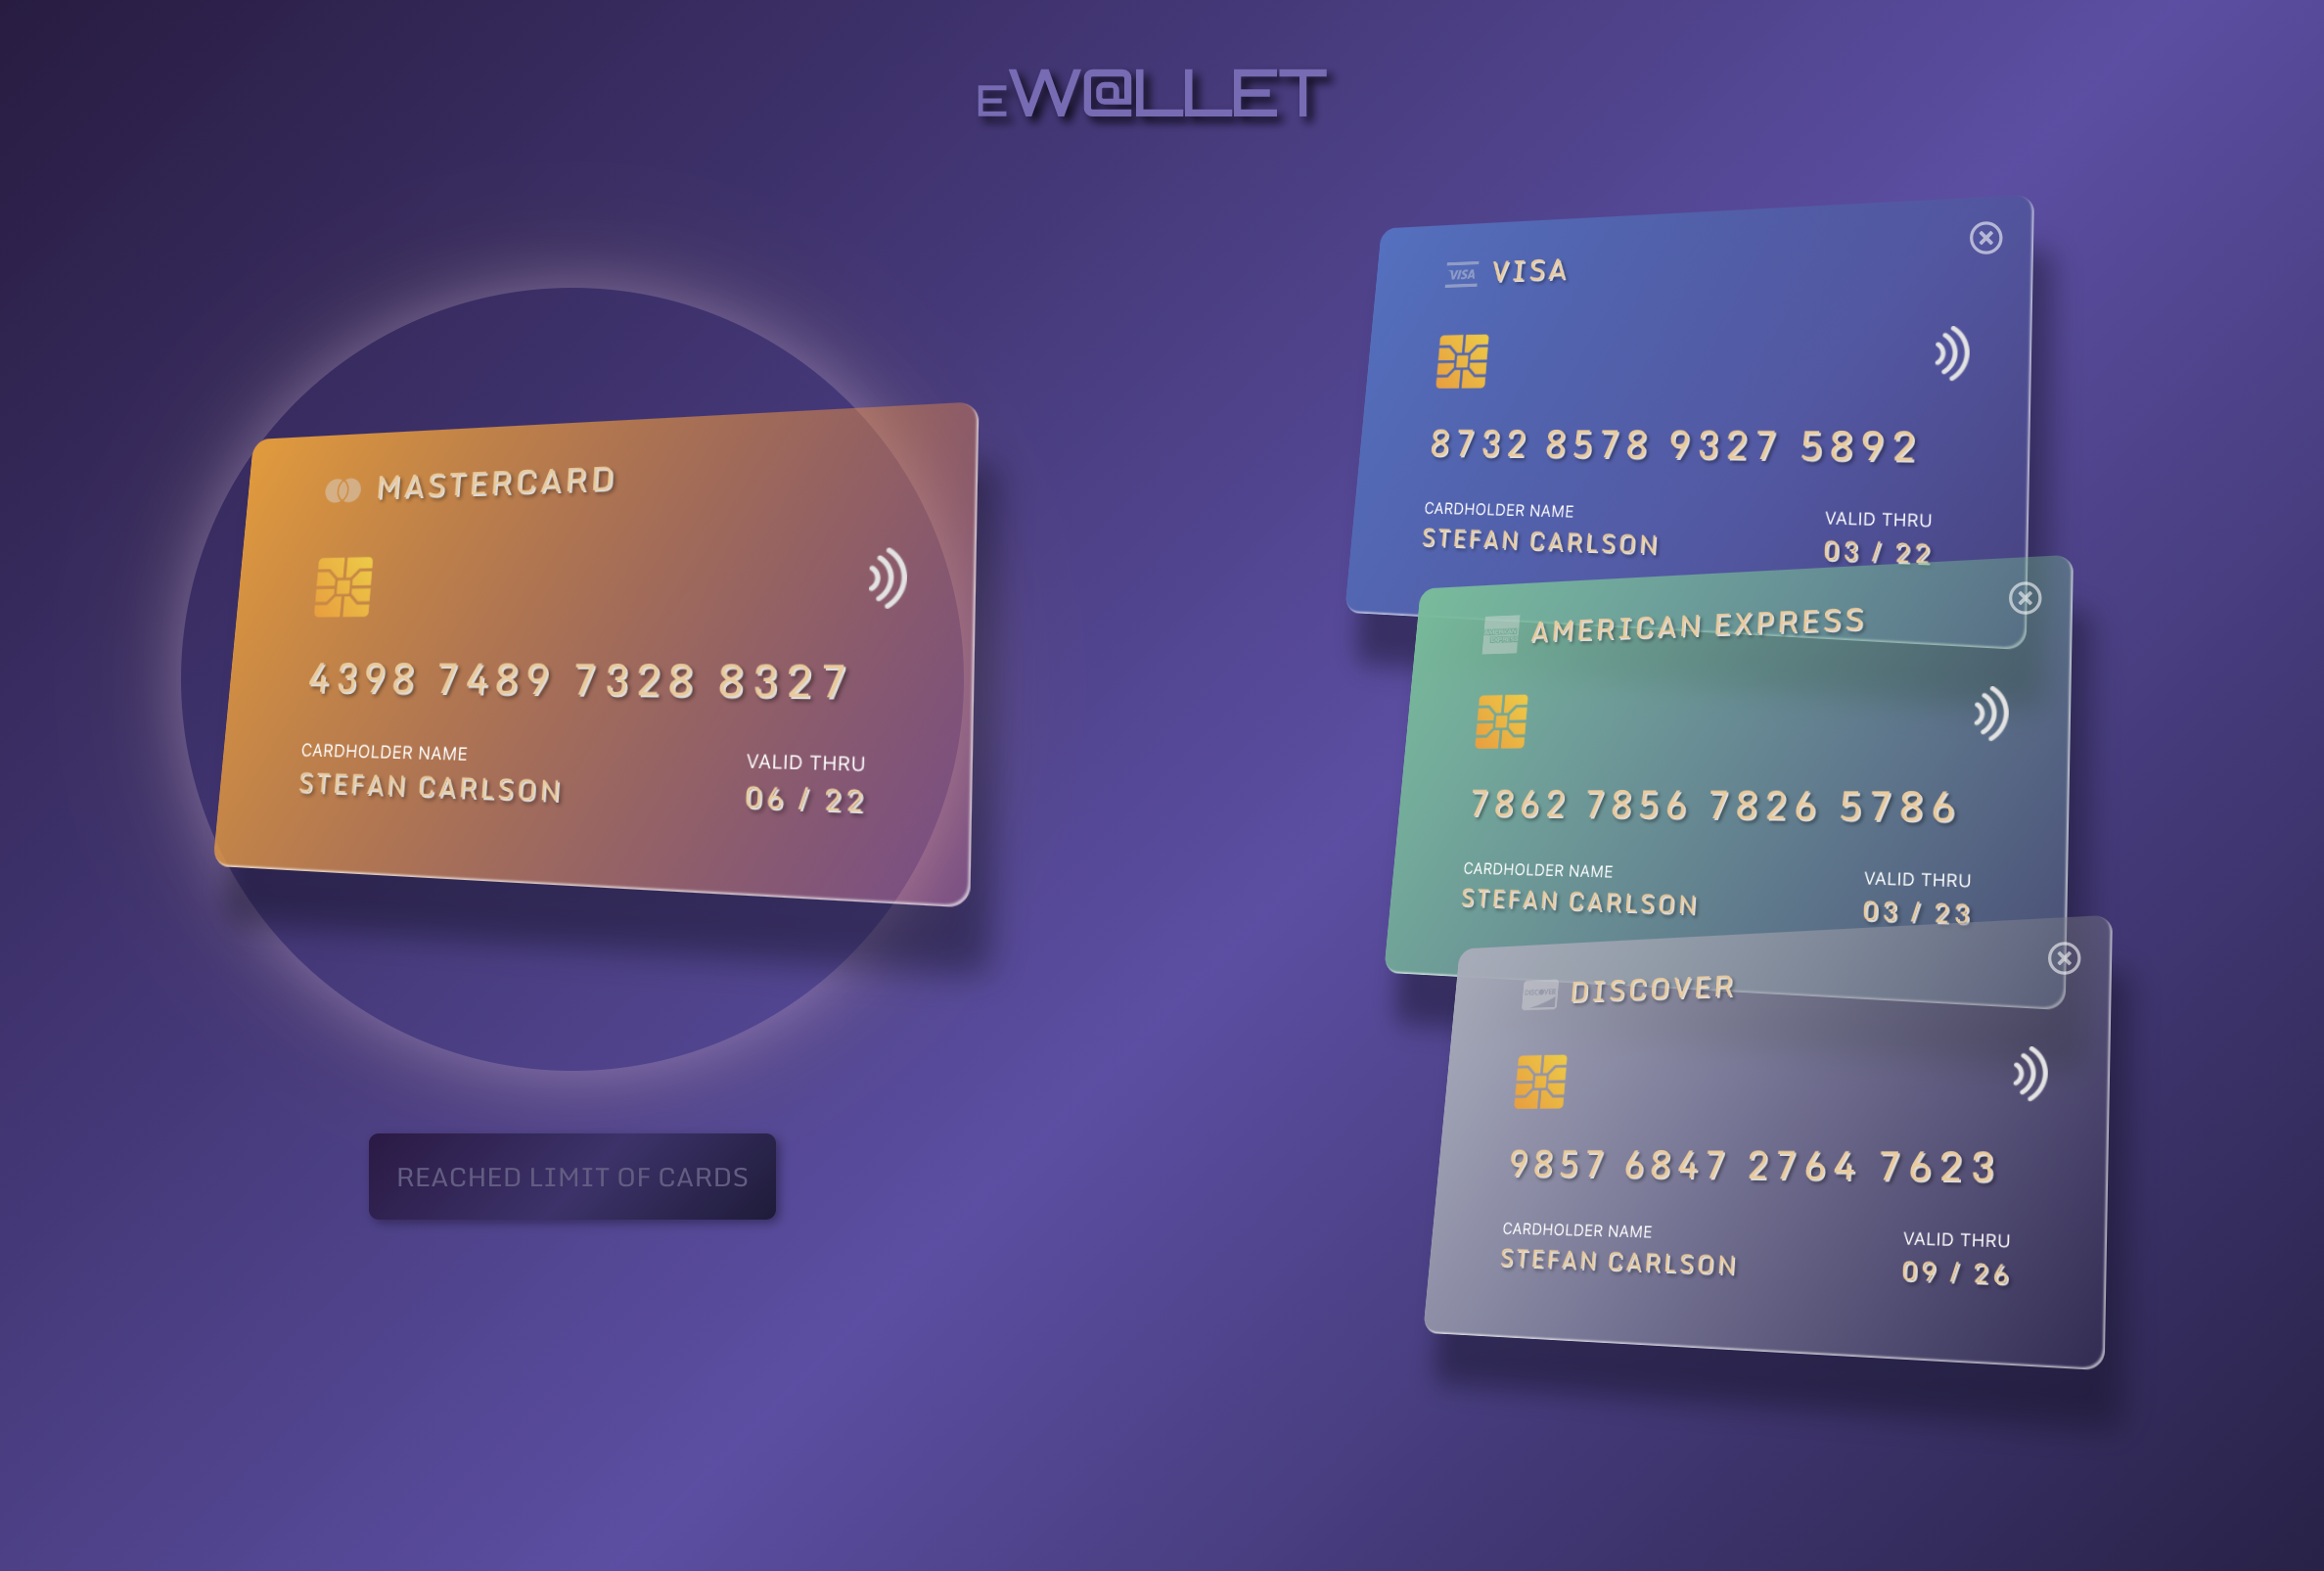 eW@LLET
MASTERCARD
4398 7489 7328 8327
CARDHOLDER NAME
STEFAN CARLSON
VALID THRU
06 / 22
REACHED LIMIT OF CARDS
VISA
VISA
8732 8578 9327 5892
CARDHOLDER NAME
STEFAN CARLSON
VALID THRU
03 / 22
AMERICAN EXPRESS
AMERICAN EXPRESS
7862 7856 7826 5786
CARDHOLDER NAME
STEFAN CARLSON
VALID THRU
03 / 23
DISCOVER
DISCOVER
9857 6847 2764 7623
CARDHOLDER NAME
STEFAN CARLSON
VALID THRU
09 / 26